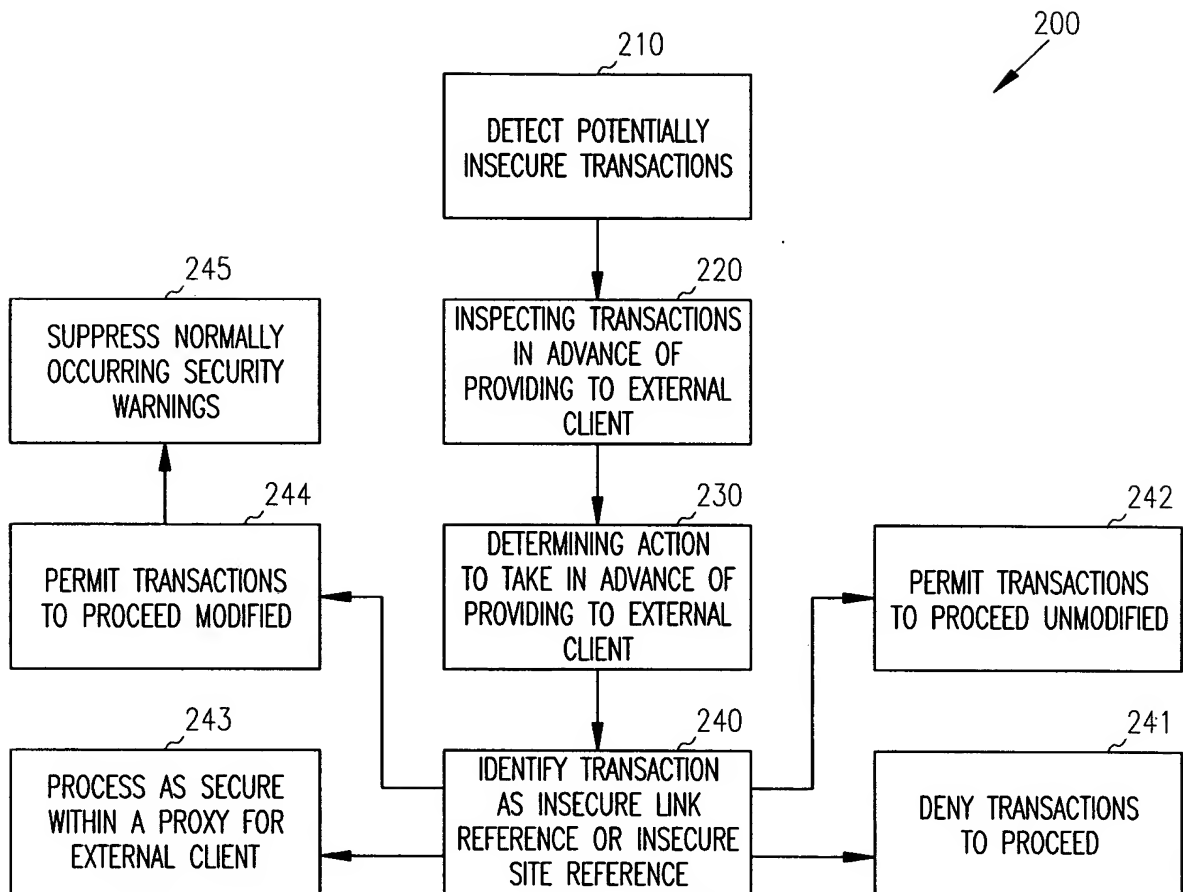 200
210
DETECT POTENTIALLY
INSECURE TRANSACTIONS
220
INSPECTING TRANSACTIONS
IN ADVANCE OF
PROVIDING TO EXTERNAL
CLIENT
245
SUPPRESS NORMALLY
OCCURRING SECURITY
WARNINGS
230
DETERMINING ACTION
TO TAKE IN ADVANCE OF
PROVIDING TO EXTERNAL
CLIENT
244
PERMIT TRANSACTIONS
TO PROCEED MODIFIED
242
PERMIT TRANSACTIONS
TO PROCEED UNMODIFIED
243
PROCESS AS SECURE
WITHIN A PROXY FOR
EXTERNAL CLIENT
240
IDENTIFY TRANSACTION
AS INSECURE LINK
REFERENCE OR INSECURE
SITE REFERENCE
241
DENY TRANSACTIONS
TO PROCEED